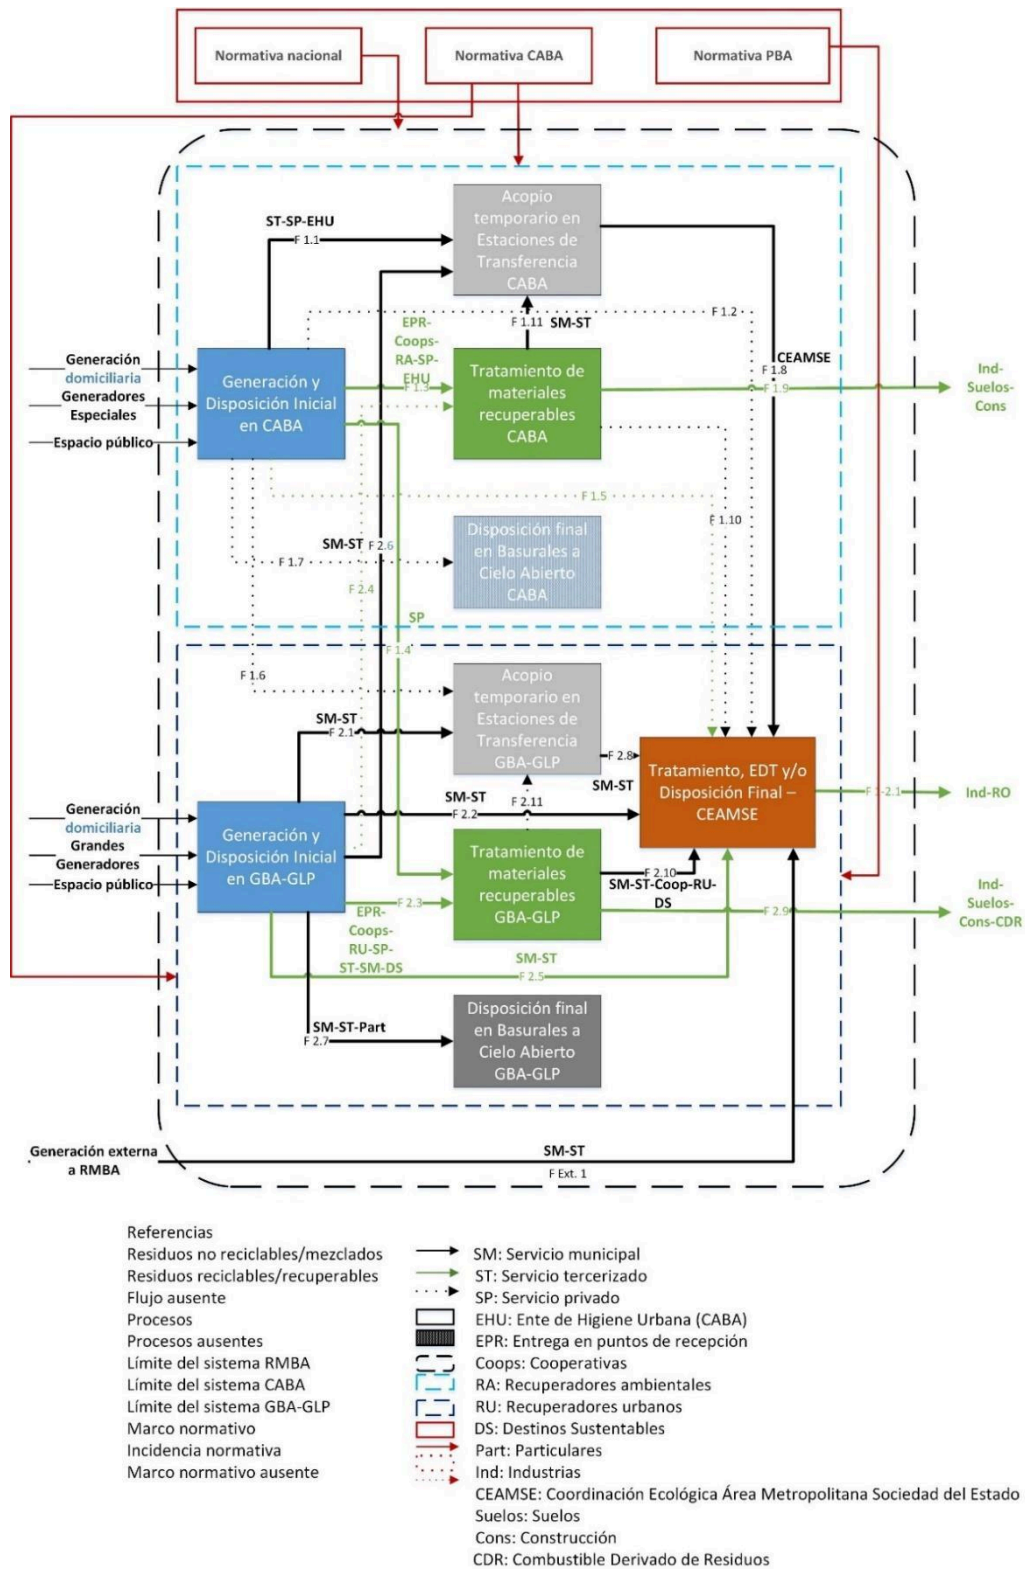 Normativa nacional
Normativa CABA
Normativa PBA
ST-SP-EHU
F 1.1
Acopio
temporario en
Estaciones de
Transferencia
CABA
F 1.2
EPR-
Coops-
RA-SP-
EHU
F 1.3
F 1.11
SM-ST
CEAMSE
F 1.8
Generación
domiciliaria
Generadores
Especiales
Espacio público
Generación y
Disposición Inicial
en CABA
Tratamiento de
materiales
recuperables
CABA
F 1.9
Ind-
Suelos-
Cons
F 1.5
F 1.10
SM-ST
F 2.6
F 1.7
F 2.4
Disposición final
en Basurales a
Cielo Abierto
CABA
SP
F 1.4
F 1.6
Acopio
temporario en
Estaciones de
Transferencia
GBA-GLP
SM-ST
F 2.1
F 2.8
SM-ST
SM-ST
F 2.2
F 2.11
Tratamiento, EDT y/o
Disposición Final –
CEAMSE
F 1-2.1
Ind-RO
Generación
domiciliaria
Grandes
Generadores
Espacio público
Generación y
Disposición Inicial
en GBA-GLP
Tratamiento de
materiales
recuperables
GBA-GLP
F 2.10
SM-ST-Coop-RU-
DS
F 2.3
EPR-
Coops-
RU-SP-
ST-SM-DS
F 2.9
Ind-
Suelos-
Cons-CDR
SM-ST
F 2.5
SM-ST-Part
F 2.7
Disposición final
en Basurales a
Cielo Abierto
GBA-GLP
Generación externa
a RMBA
SM-ST
F Ext. 1
Referencias
Residuos no reciclables/mezclados
Residuos reciclables/recuperables
Flujo ausente
Procesos
Procesos ausentes
Límite del sistema RMBA
Límite del sistema CABA
Límite del sistema GBA-GLP
Marco normativo
Incidencia normativa
Marco normativo ausente
SM: Servicio municipal
ST: Servicio tercerizado
SP: Servicio privado
EHU: Ente de Higiene Urbana (CABA)
EPR: Entrega en puntos de recepción
Coops: Cooperativas
RA: Recuperadores ambientales
RU: Recuperadores urbanos
DS: Destinos Sustentables
Part: Particulares
Ind: Industrias
CEAMSE: Coordinación Ecológica Área Metropolitana Sociedad del Estado
Suelos: Suelos
Cons: Construcción
CDR: Combustible Derivado de Residuos